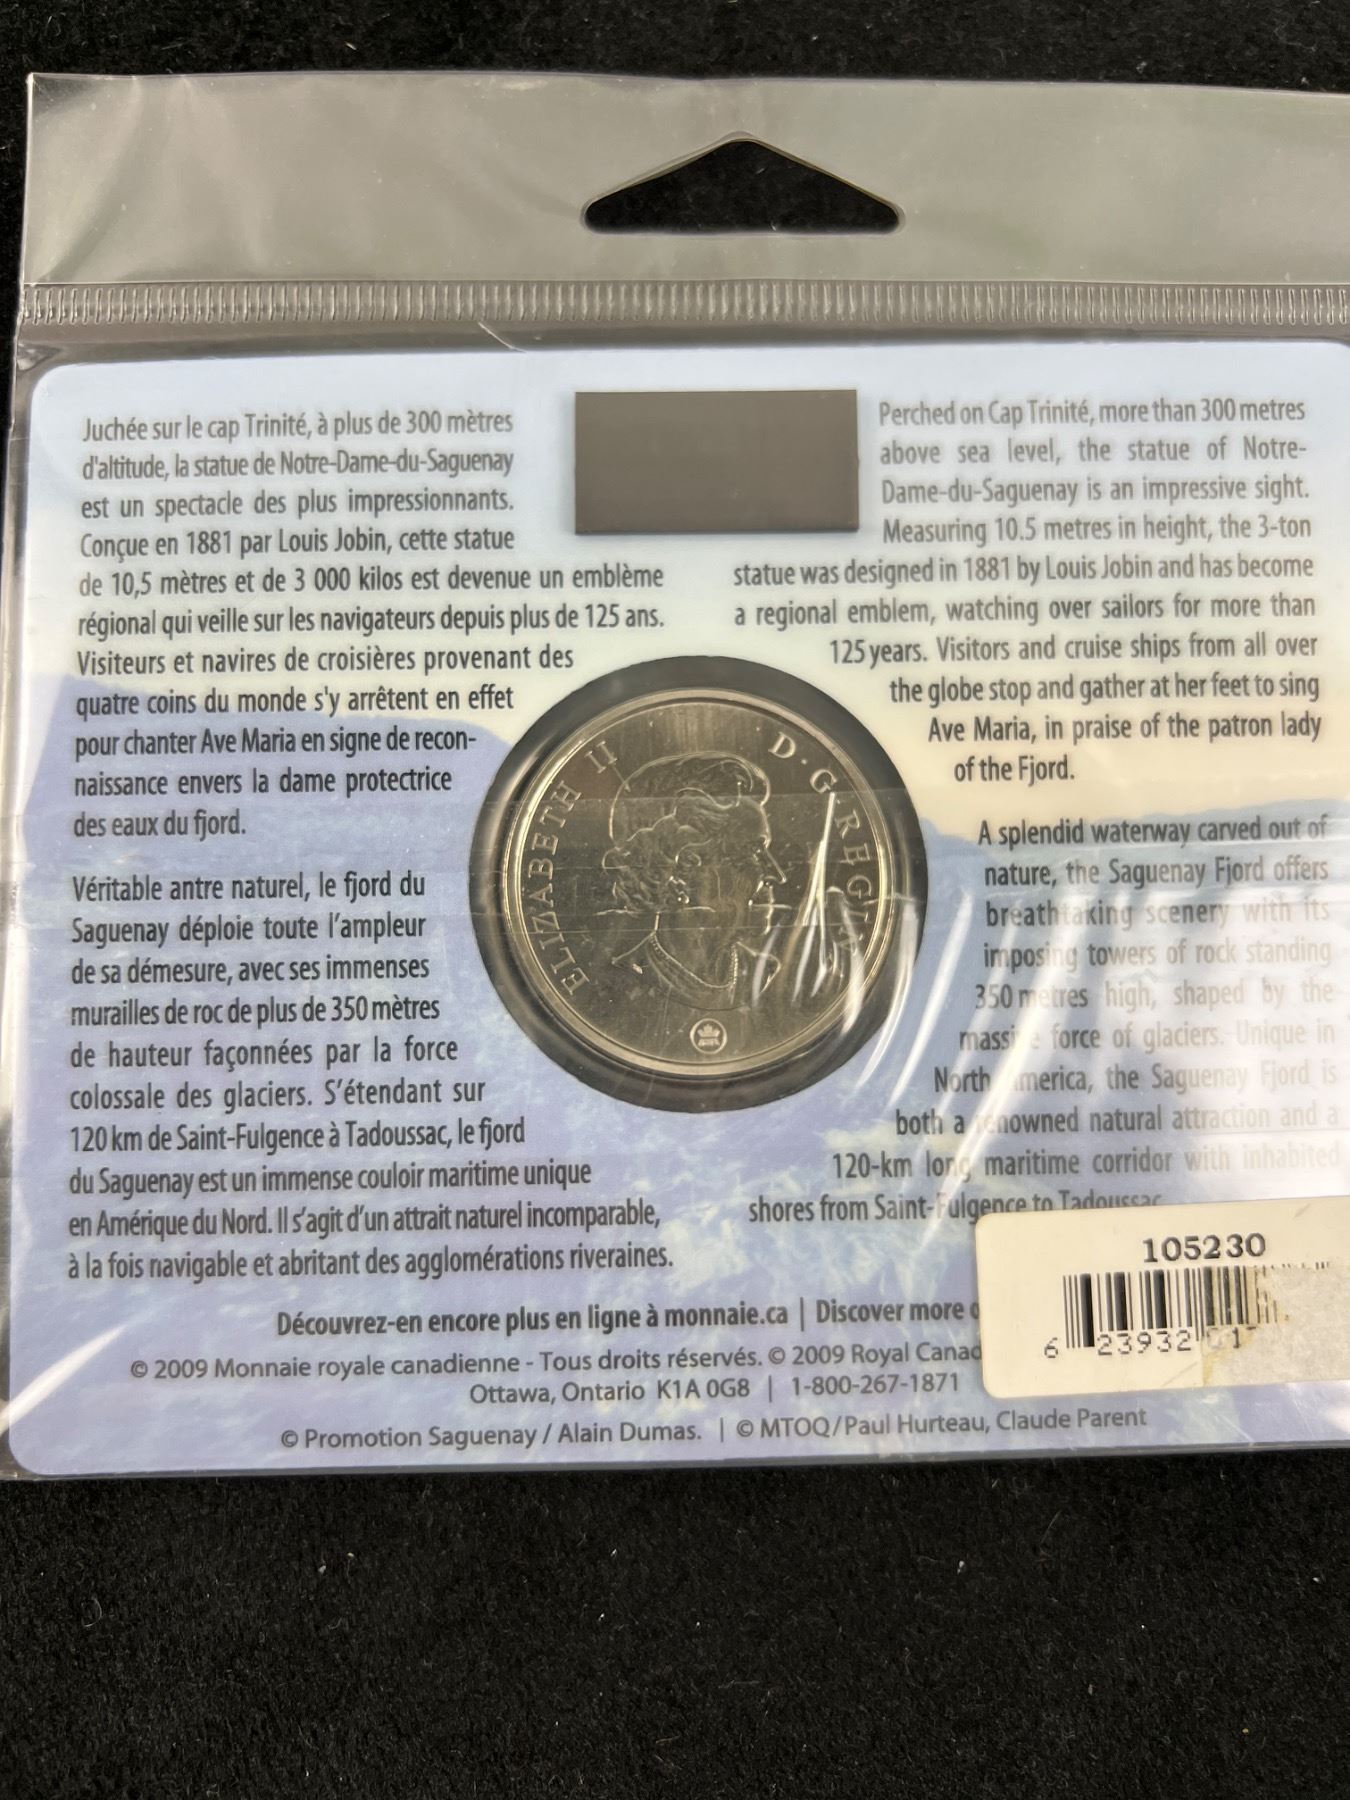 Juchée sur le cap Trinité, à plus de 300 mètres
d'altitude, la statue de Notre-Dame-du-Saguenay
est un spectacle des plus impressionnants.
Conçue en 1881 par Louis Jobin, cette statue
de 10,5 mètres et de 3 000 kilos est devenue un emblème
régional qui veille sur les navigateurs depuis plus de 125 ans.
Visiteurs et navires de croisières provenant des
quatre coins du monde s'y arrêtent en effet
pour chanter Ave Maria en signe de recon-
naissance envers la dame protectrice
des eaux du fjord.
Véritable antre naturel, le fjord du
Saguenay déploie toute l'ampleur
de sa démesure, avec ses immenses
murailles de roc de plus de 350 mètres
de hauteur façonnées par la force
colossale des glaciers. S'étendant sur
120 km de Saint-Fulgence à Tadoussac, le fjord
du Saguenay est un immense couloir maritime unique
en Amérique du Nord. Il s'agit d'un attrait naturel incomparable,
à la fois navigable et abritant des agglomérations riveraines.
Perched on Cap Trinité, more than 300 metres
above sea level, the statue of Notre-
Dame-du-Saguenay is an impressive sight.
Measuring 10.5 metres in height, the 3-ton
statue was designed in 1881 by Louis Jobin and has become
a regional emblem, watching over sailors for more than
125 years. Visitors and cruise ships from all over
the globe stop and gather at her feet to sing
Ave Maria, in praise of the patron lady
of the Fjord.
A splendid waterway carved out of
nature, the Saguenay Fjord offers
breathtaking scenery with its
imposing towers of rock standing
350 metres high, shaped by the
massive force of glaciers. Unique in
North America, the Saguenay Fjord is
both a renowned natural attraction and a
120-km long maritime corridor with inhabited
shores from Saint-Fulgence to Tadoussac
ELIZABETH II D·G·REGINA
Découvrez-en encore plus en ligne à monnaie.ca | Discover more
© 2009 Monnaie royale canadienne - Tous droits réservés. © 2009 Royal Canad
Ottawa, Ontario K1A 0G8 | 1-800-267-1871
© Promotion Saguenay / Alain Dumas. | © MTOQ/Paul Hurteau, Claude Parent
105230
6 23932 01